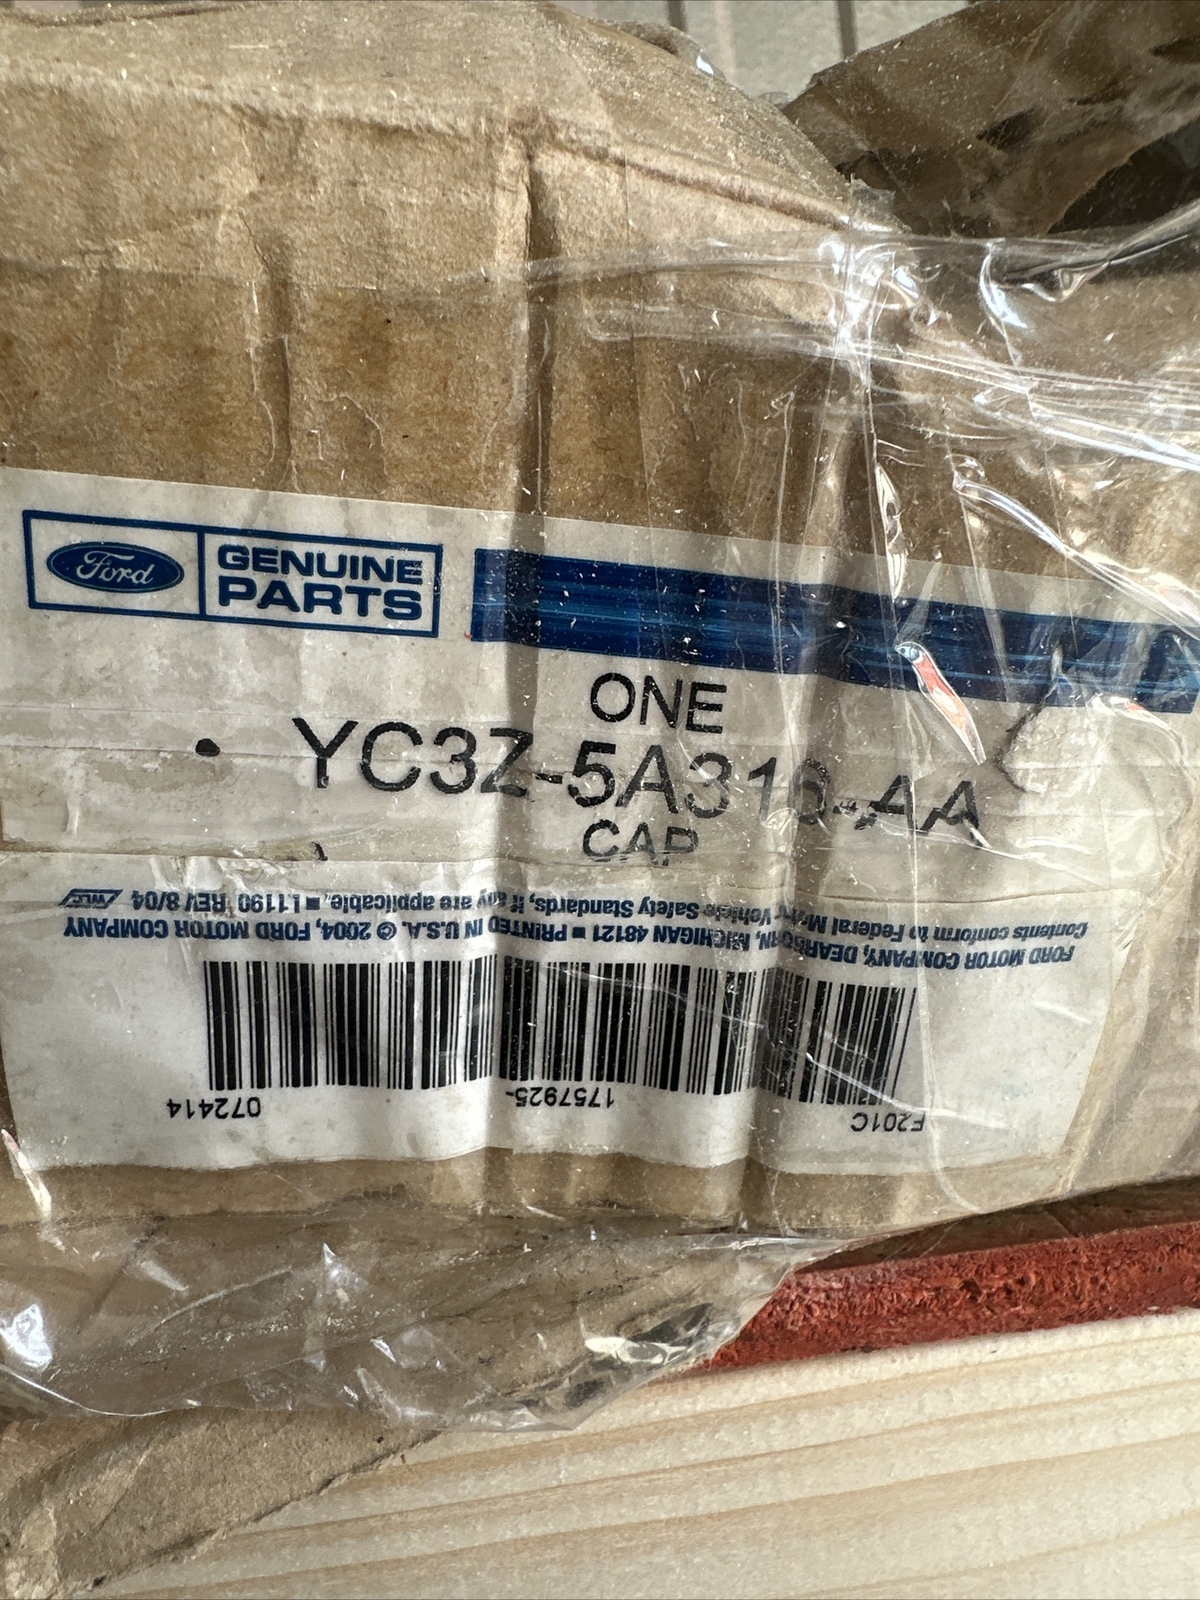 Ford
GENUINE
PARTS
ONE
• YC3Z-5A310-AA
CAP
FORD MOTOR COMPANY, DEARBORN, MICHIGAN 48121 ■ PRINTED IN U.S.A. © 2004, FORD MOTOR COMPANY
Contents conform to Federal Motor Vehicle Safety Standards, if any are applicable. ■ L1190 REV 8/04 WLC
F201C 1757925- 072414